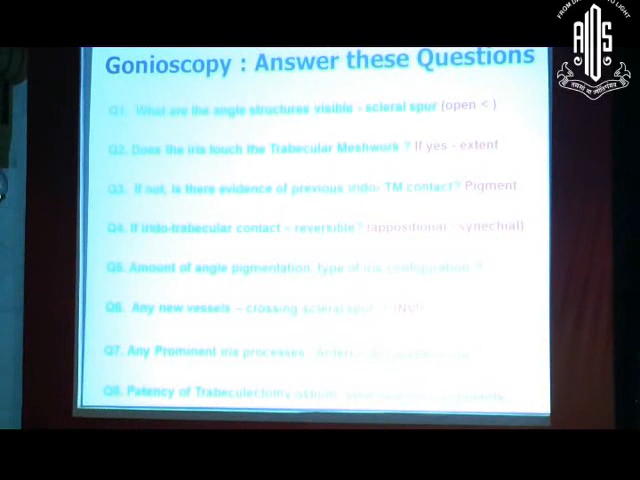 Gonioscopy : Answer these Questions
Q1. What are the angle structures visible - scleral spur (open < )
Q2. Does the iris touch the Trabecular Meshwork ? If yes - extent
Q3. If not, is there evidence of previous irido- TM contact? Pigment
Q4. If irido-trabecular contact - reversible? (appositional - synechial)
Q5. Amount of angle pigmentation, type of iris configuration ?
Q6. Any new vessels - crossing scleral spur
Q7. Any Prominent iris processes
Q8. Patency of Trabeculectomy ostium
AIOS